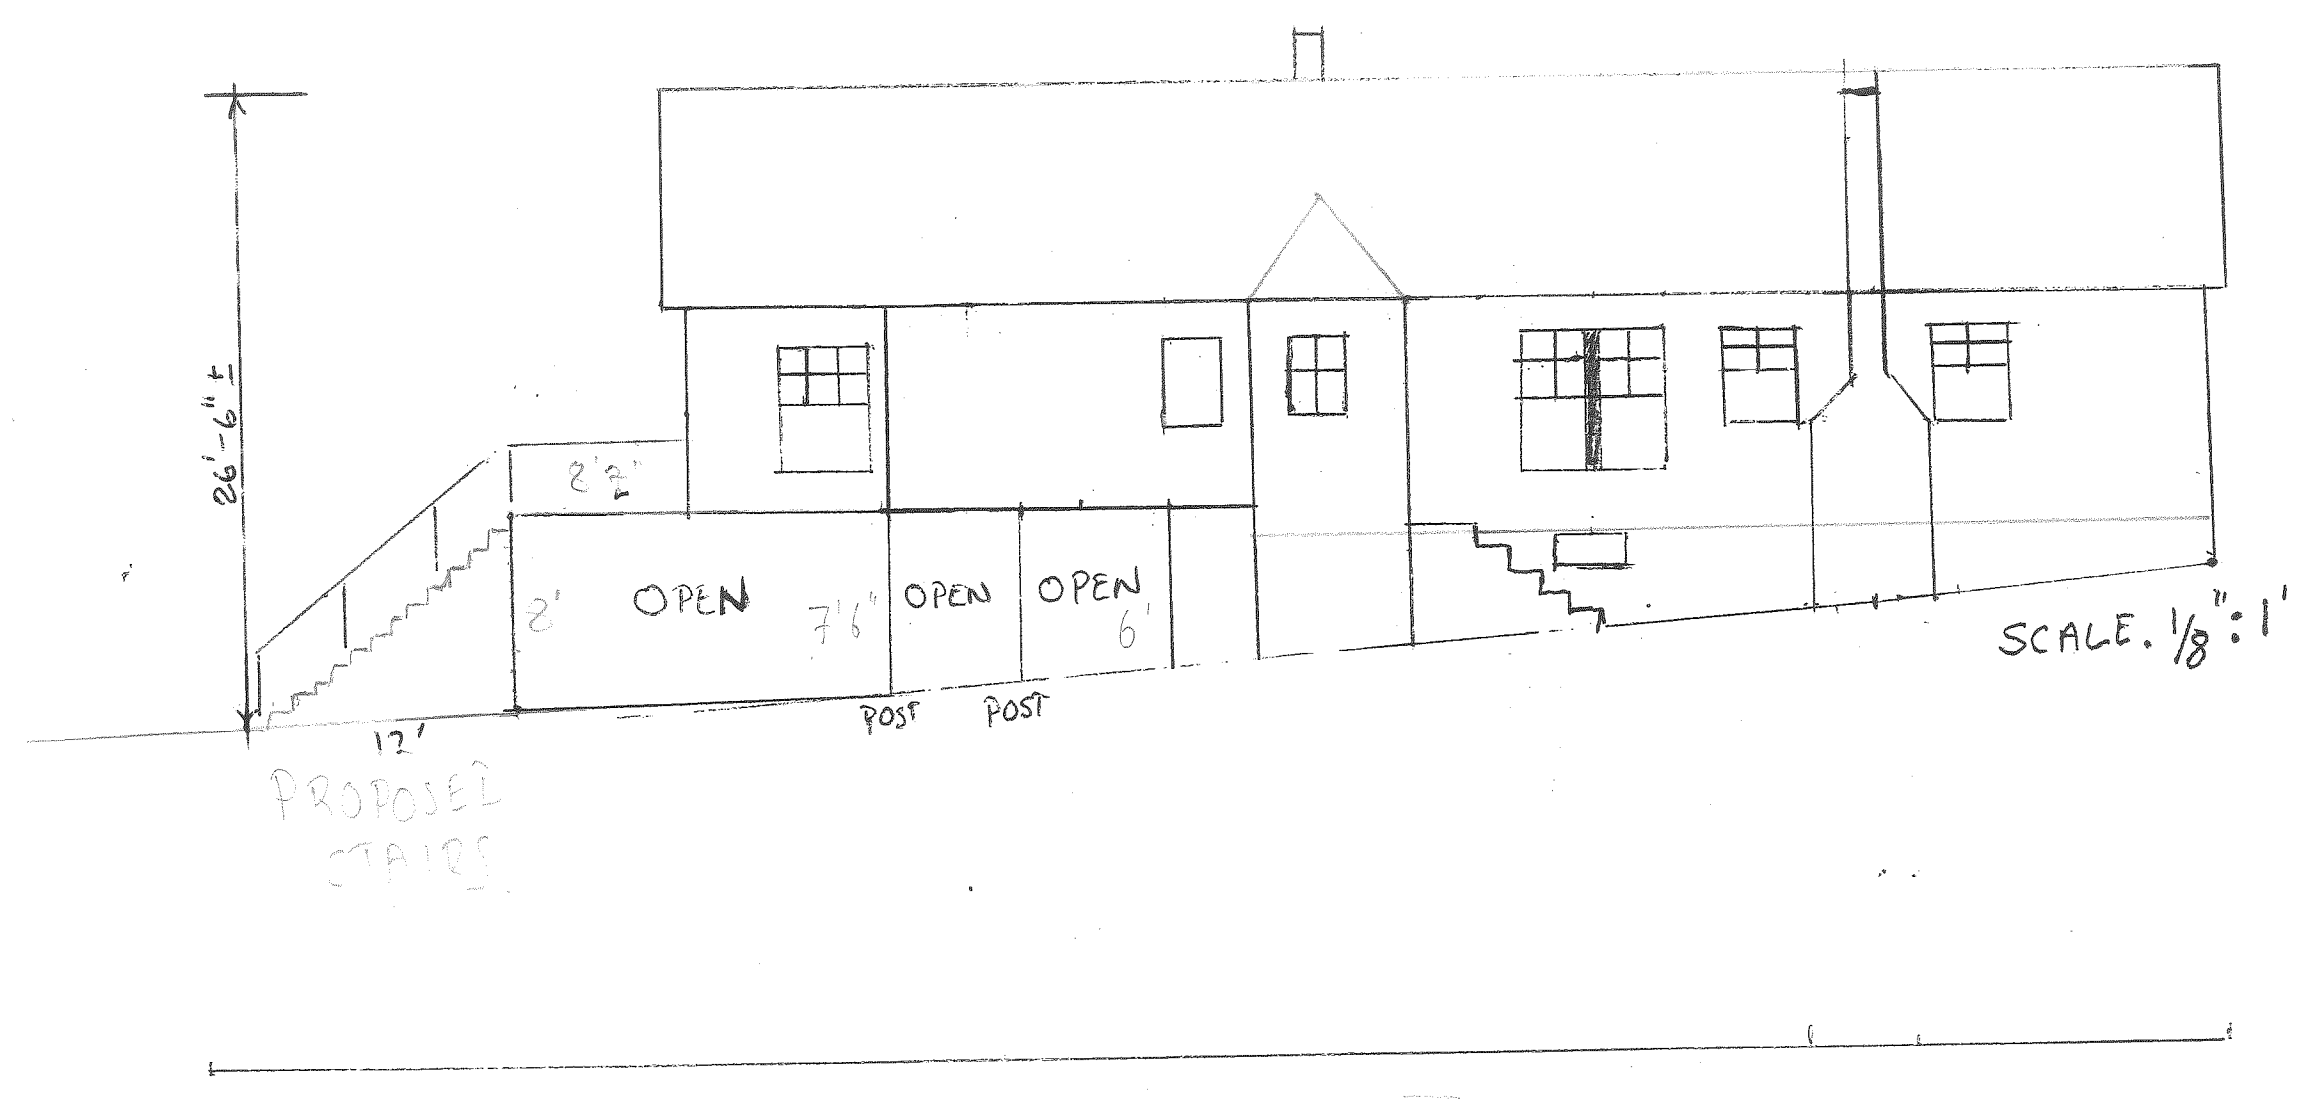 26'-6" ±
8'2"
OPEN
OPEN
OPEN
8'
7'6"
6'
SCALE. 1/8" : 1'
POST
POST
12'
PROPOSED
STAIRS